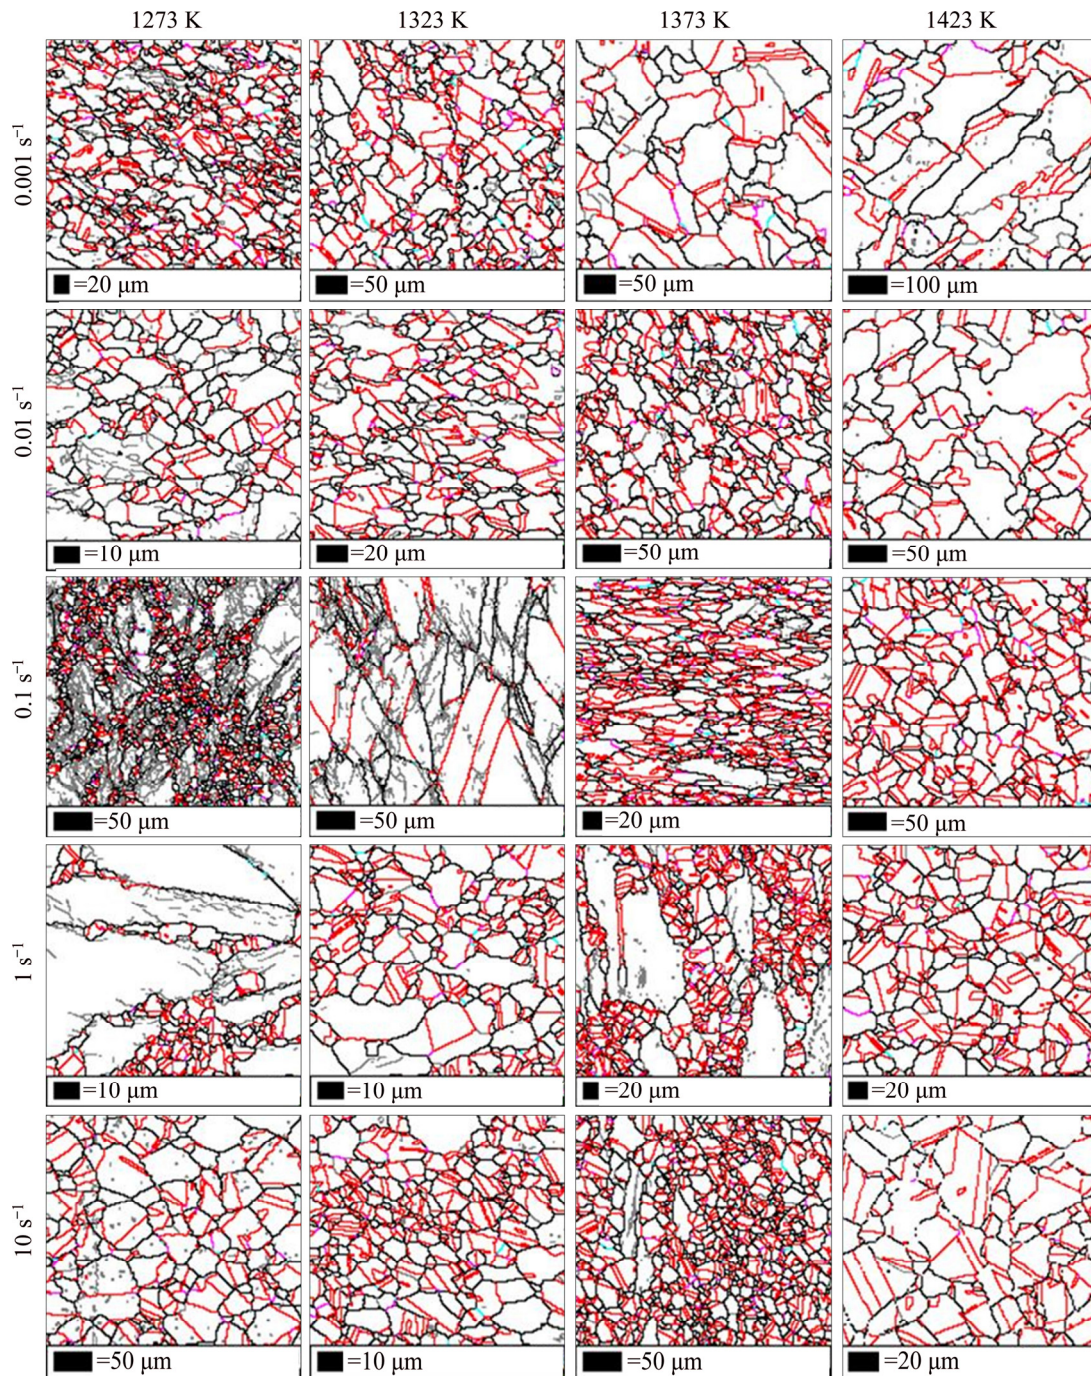 1273 K 1323 K 1373 K 1423 K
0.001 s⁻¹
=20 μm =50 μm =50 μm =100 μm
0.01 s⁻¹
=10 μm =20 μm =50 μm =50 μm
0.1 s⁻¹
=50 μm =50 μm =20 μm =50 μm
1 s⁻¹
=10 μm =10 μm =20 μm =20 μm
10 s⁻¹
=50 μm =10 μm =50 μm =20 μm